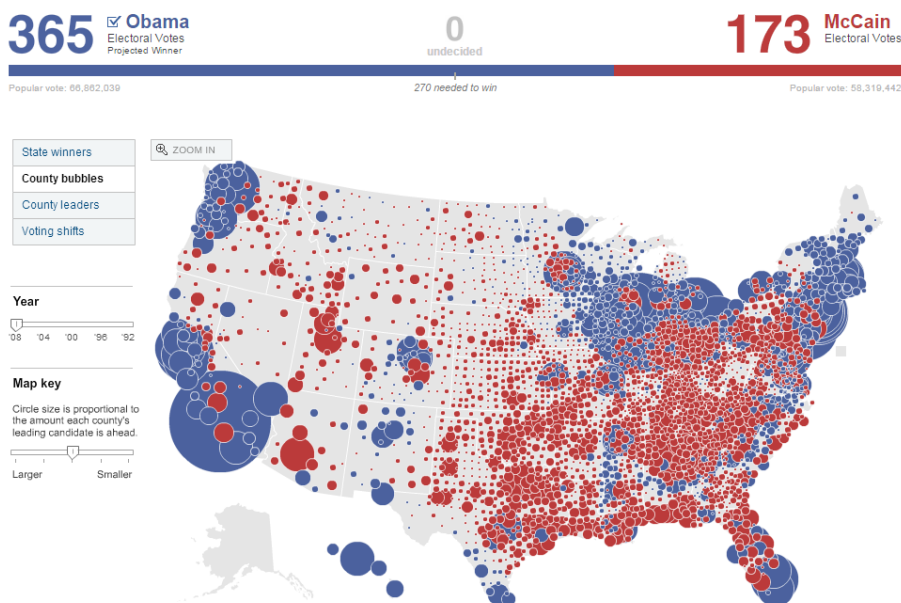 365
Obama
Electoral Votes
Projected Winner
0
undecided
173
McCain
Electoral Votes
Popular vote: 66,862,039
270 needed to win
Popular vote: 58,319,442
State winners
ZOOM IN
County bubbles
County leaders
Voting shifts
Year
'08 '04 '00 '96 '92
Map key
Circle size is proportional to
the amount each county's
leading candidate is ahead.
Larger Smaller